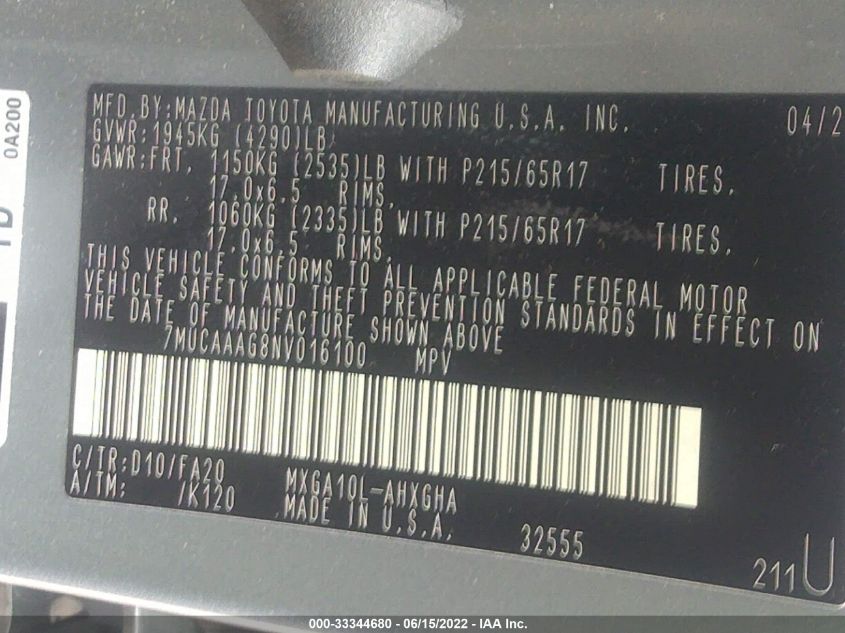 0A200
MFD.BY:MAZDA TOYOTA MANUFACTURING U.S.A. INC. 04/2
GVWR:1945KG (4290)LB
GAWR:FRT. 1150KG (2535)LB WITH P215/65R17 TIRES.
17.0x6.5 RIMS.
RR. 1060KG (2335)LB WITH P215/65R17 TIRES.
17.0x6.5 RIMS.
THIS VEHICLE CONFORMS TO ALL APPLICABLE FEDERAL MOTOR
VEHICLE SAFETY AND THEFT PREVENTION STANDARDS IN EFFECT ON
THE DATE OF MANUFACTURE SHOWN ABOVE
7MUCAAAG8NV016100 MPV
C/TR:D10/FA20 MXGA10L-AHXGHA
A/TM: /K120 MADE IN U.S.A.
32555
211U
000-33344680 - 06/15/2022 - IAA Inc.